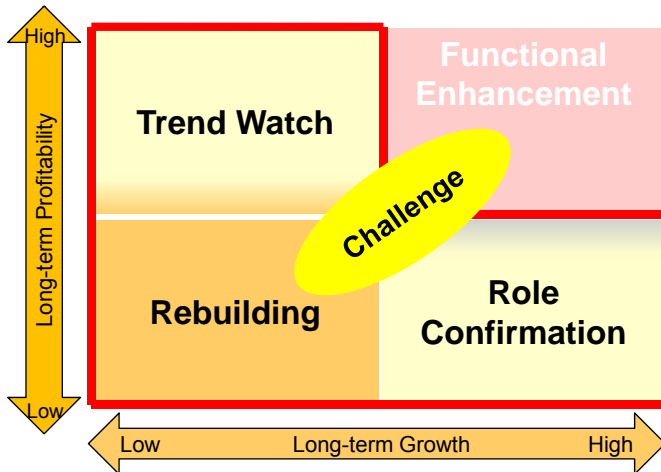 High
Long-term Profitability
Low
Trend Watch
Functional
Enhancement
Challenge
Rebuilding
Role
Confirmation
Low
Long-term Growth
High